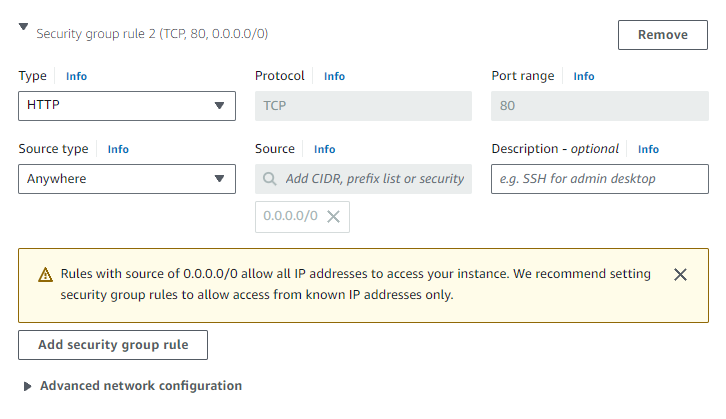 Security group rule 2 (TCP, 80, 0.0.0.0/0)
Remove
Type Info
Protocol Info
Port range Info
HTTP
TCP
80
Source type Info
Source Info
Description - optional Info
Anywhere
Add CIDR, prefix list or security
e.g. SSH for admin desktop
0.0.0.0/0
Rules with source of 0.0.0.0/0 allow all IP addresses to access your instance. We recommend setting
security group rules to allow access from known IP addresses only.
Add security group rule
Advanced network configuration